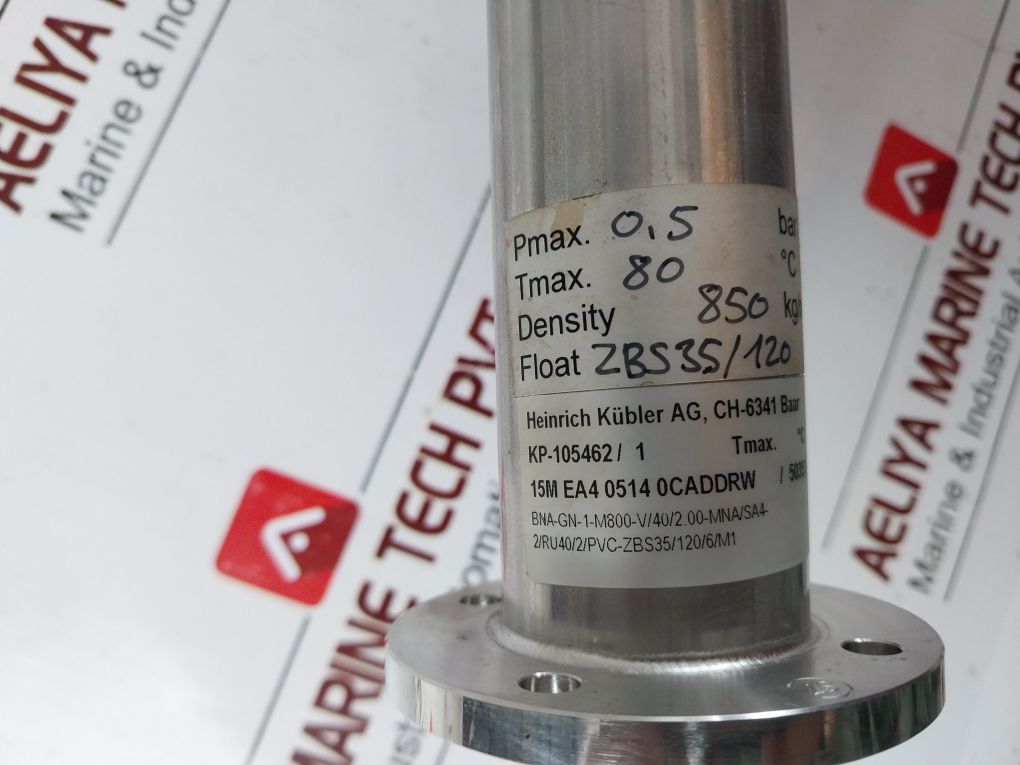 AELIYA
Marine & Ind
Pmax. 0.5 bar
Tmax. 80 °C
Density 850
Float ZBS35/120
Heinrich Kübler AG, CH-6341 Baar
KP-105462 / 1 Tmax. °C
15M EA4 0514 0CADDRW /
BNA-GN-1-M800-V/40/2.00-MNA/SA4-
2/RU40/2/PVC-ZBS35/120/6/M1
AELIYA MARINE TECH
Marine & Industrial
MARINE TECH PVT